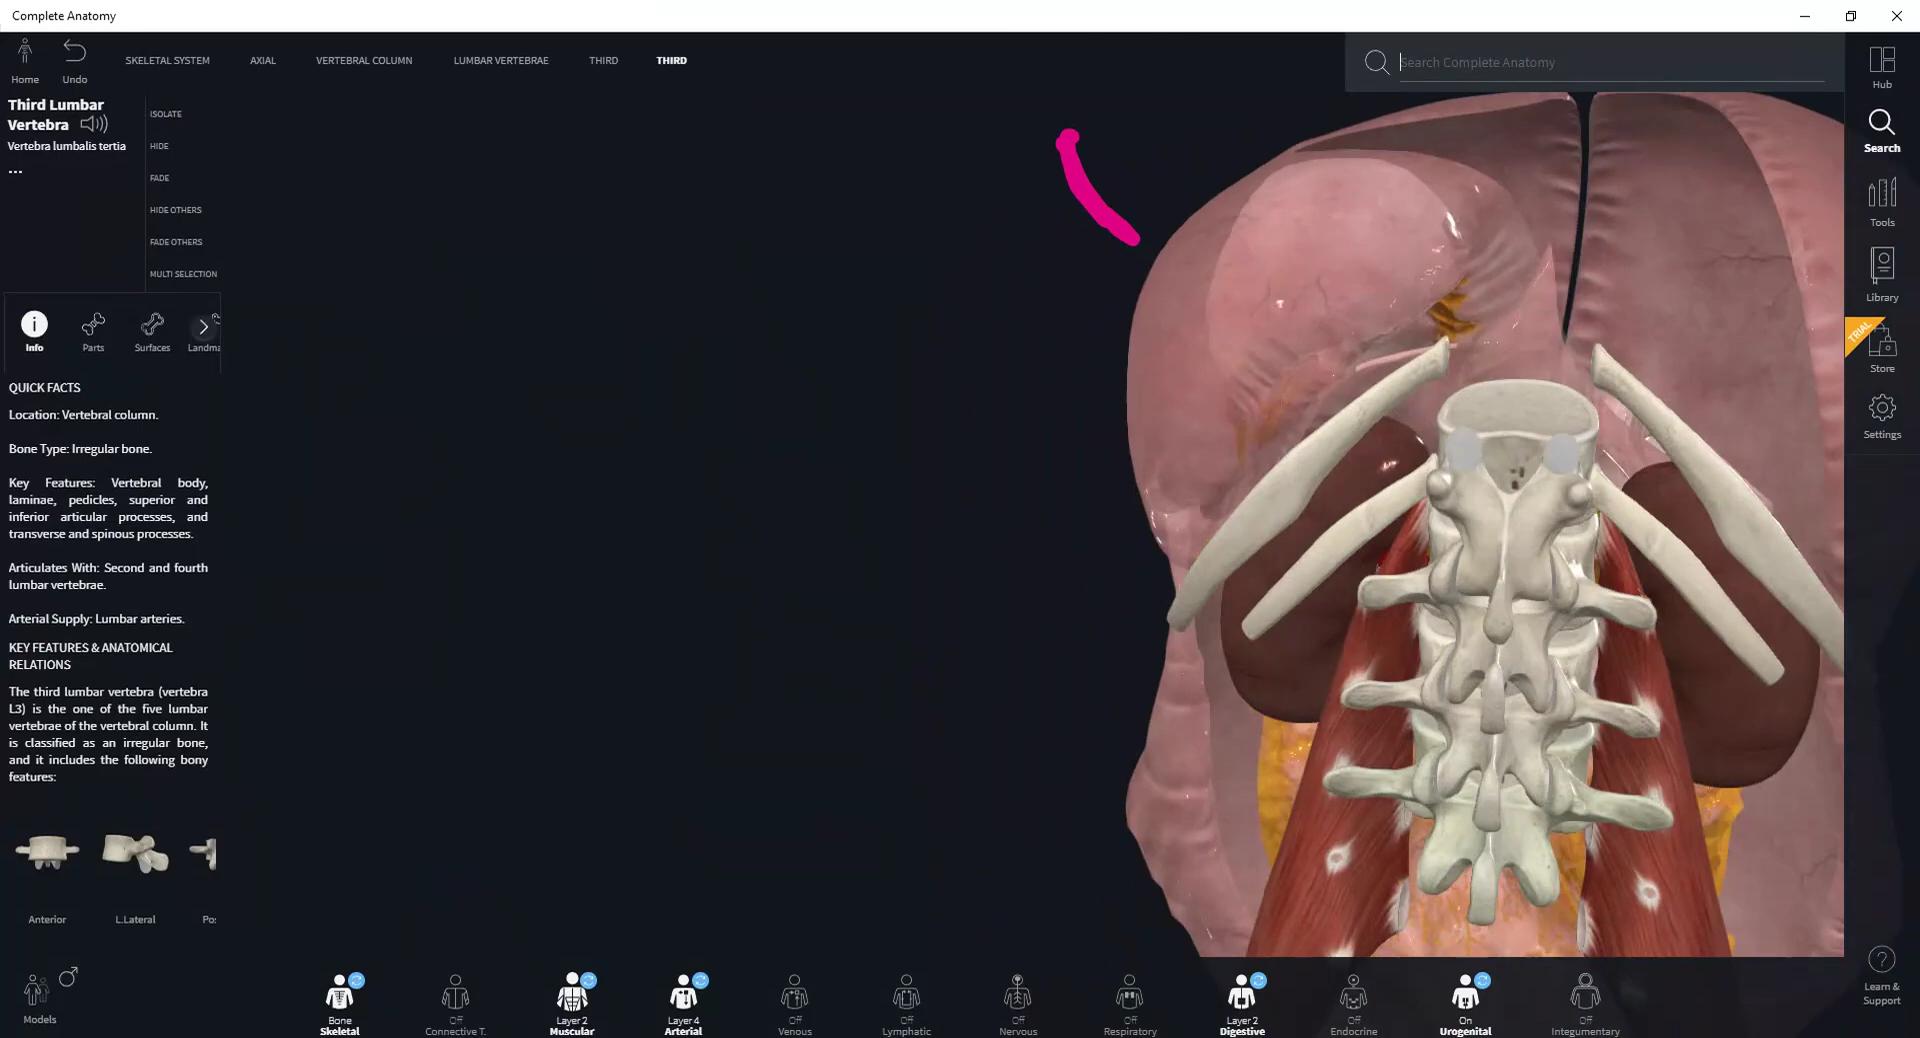 Complete Anatomy
Home
Undo
SKELETAL SYSTEM
AXIAL
VERTEBRAL COLUMN
LUMBAR VERTEBRAE
THIRD
THIRD
Search Complete Anatomy
Hub
Third Lumbar
Vertebra
Vertebra lumbalis tertia
...
ISOLATE
HIDE
FADE
HIDE OTHERS
FADE OTHERS
MULTI SELECTION
Info
Parts
Surfaces
Landma
QUICK FACTS
Location: Vertebral column.
Bone Type: Irregular bone.
Key Features: Vertebral body,
laminae, pedicles, superior and
inferior articular processes, and
transverse and spinous processes.
Articulates With: Second and fourth
lumbar vertebrae.
Arterial Supply: Lumbar arteries.
KEY FEATURES & ANATOMICAL
RELATIONS
The third lumbar vertebra (vertebra
L3) is the one of the five lumbar
vertebrae of the vertebral column. It
is classified as an irregular bone,
and it includes the following bony
features:
Anterior
L.Lateral
Po
Search
Tools
Library
TRIAL
Store
Settings
Learn &
Support
Models
Bone
Skeletal
Off
Connective T.
Layer 2
Muscular
Layer 4
Arterial
Off
Venous
Off
Lymphatic
Off
Nervous
Off
Respiratory
Layer 2
Digestive
Off
Endocrine
On
Urogenital
Off
Integumentary